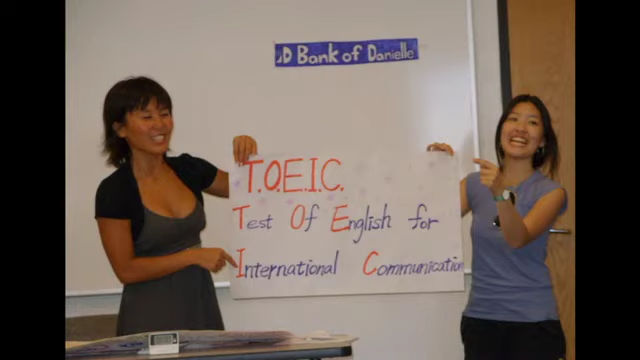 D Bank of Danielle
T.O.E.I.C.
Test Of English for
International Communication